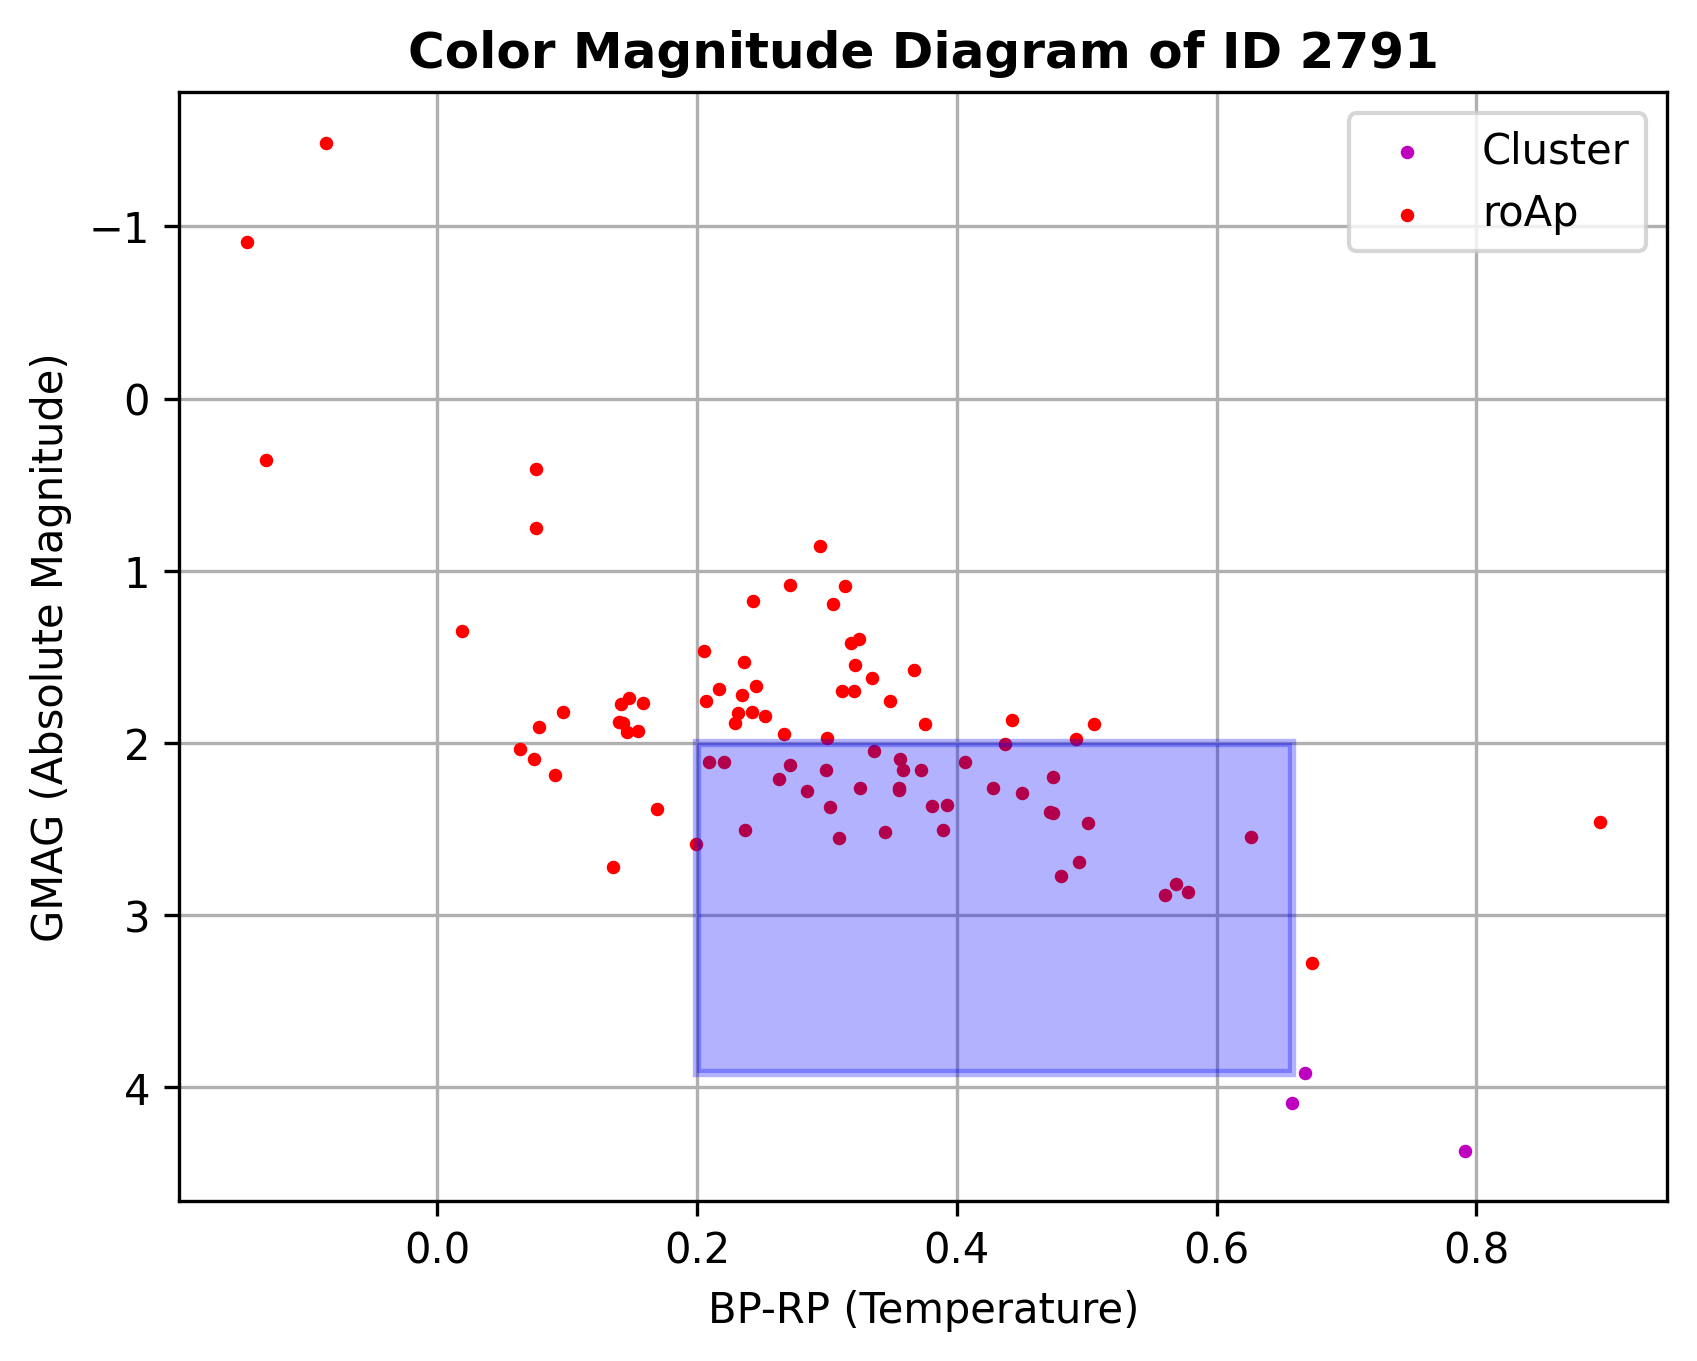 Color Magnitude Diagram of ID 2791
Cluster
roAp
GMAG (Absolute Magnitude)
−1
0
1
2
3
4
0.0 0.2 0.4 0.6 0.8
BP-RP (Temperature)